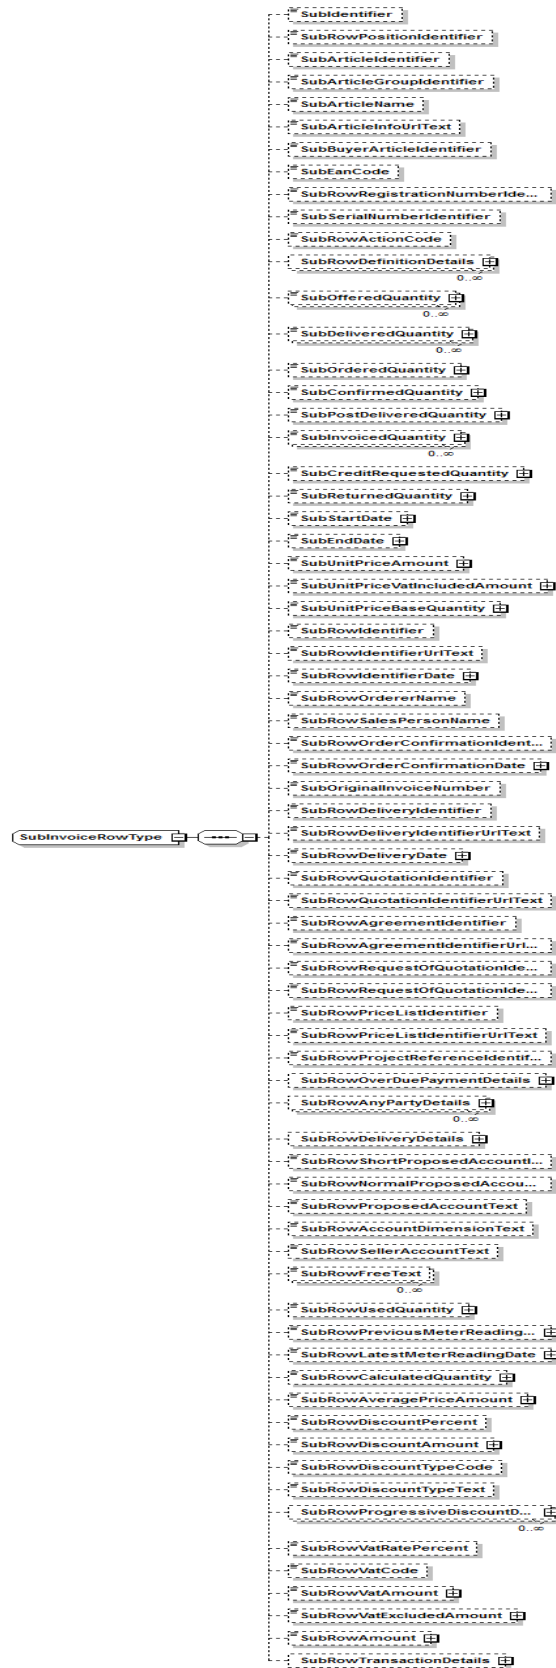 SubIdentifier
SubRowPositionIdentifier
SubArticleIdentifier
SubArticleGroupIdentifier
SubArticleName
SubArticleInfoUrlText
SubBuyerArticleIdentifier
SubEanCode
SubRowRegistrationNumberIde...
SubSerialNumberIdentifier
SubRowActionCode
SubRowDefinitionDetails
0..∞
SubOfferedQuantity
0..∞
SubDeliveredQuantity
0..∞
SubOrderedQuantity
SubConfirmedQuantity
SubPostDeliveredQuantity
SubInvoicedQuantity
0..∞
SubCreditRequestedQuantity
SubReturnedQuantity
SubStartDate
SubEndDate
SubUnitPriceAmount
SubUnitPriceVatIncludedAmount
SubUnitPriceBaseQuantity
SubRowIdentifier
SubRowIdentifierUrlText
SubRowIdentifierDate
SubRowOrdererName
SubRowSalesPersonName
SubRowOrderConfirmationIdent...
SubRowOrderConfirmationDate
SubOriginalInvoiceNumber
SubRowDeliveryIdentifier
SubInvoiceRowType
SubRowDeliveryIdentifierUrlText
SubRowDeliveryDate
SubRowQuotationIdentifier
SubRowQuotationIdentifierUrlText
SubRowAgreementIdentifier
SubRowAgreementIdentifierUrl...
SubRowRequestOfQuotationIde...
SubRowRequestOfQuotationIde...
SubRowPriceListIdentifier
SubRowPriceListIdentifierUrlText
SubRowProjectReferenceIdentif...
SubRowOverDuePaymentDetails
SubRowAnyPartyDetails
0..∞
SubRowDeliveryDetails
SubRowShortProposedAccountI...
SubRowNormalProposedAccou...
SubRowProposedAccountText
SubRowAccountDimensionText
SubRowSellerAccountText
SubRowFreeText
0..∞
SubRowUsedQuantity
SubRowPreviousMeterReading...
SubRowLatestMeterReadingDate
SubRowCalculatedQuantity
SubRowAveragePriceAmount
SubRowDiscountPercent
SubRowDiscountAmount
SubRowDiscountTypeCode
SubRowDiscountTypeText
SubRowProgressiveDiscountD...
0..∞
SubRowVatRatePercent
SubRowVatCode
SubRowVatAmount
SubRowVatExcludedAmount
SubRowAmount
SubRowTransactionDetails